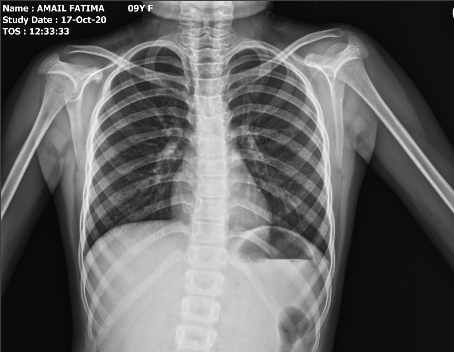 Name : AMAIL FATIMA 09Y F
Study Date : 17-Oct-20
TOS : 12:33:33